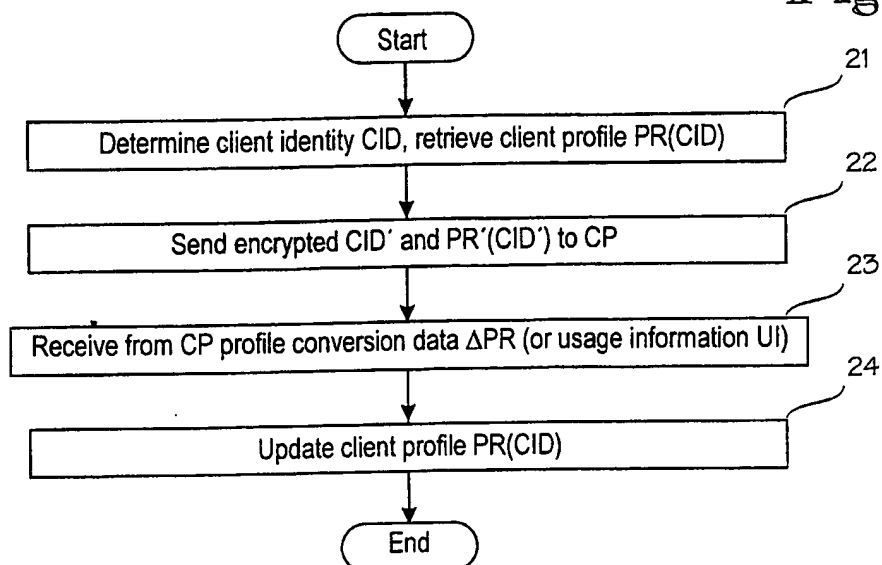 Start
21
Determine client identity CID, retrieve client profile PR(CID)
22
Send encrypted CID´ and PR´(CID´) to CP
23
Receive from CP profile conversion data ΔPR (or usage information UI)
24
Update client profile PR(CID)
End